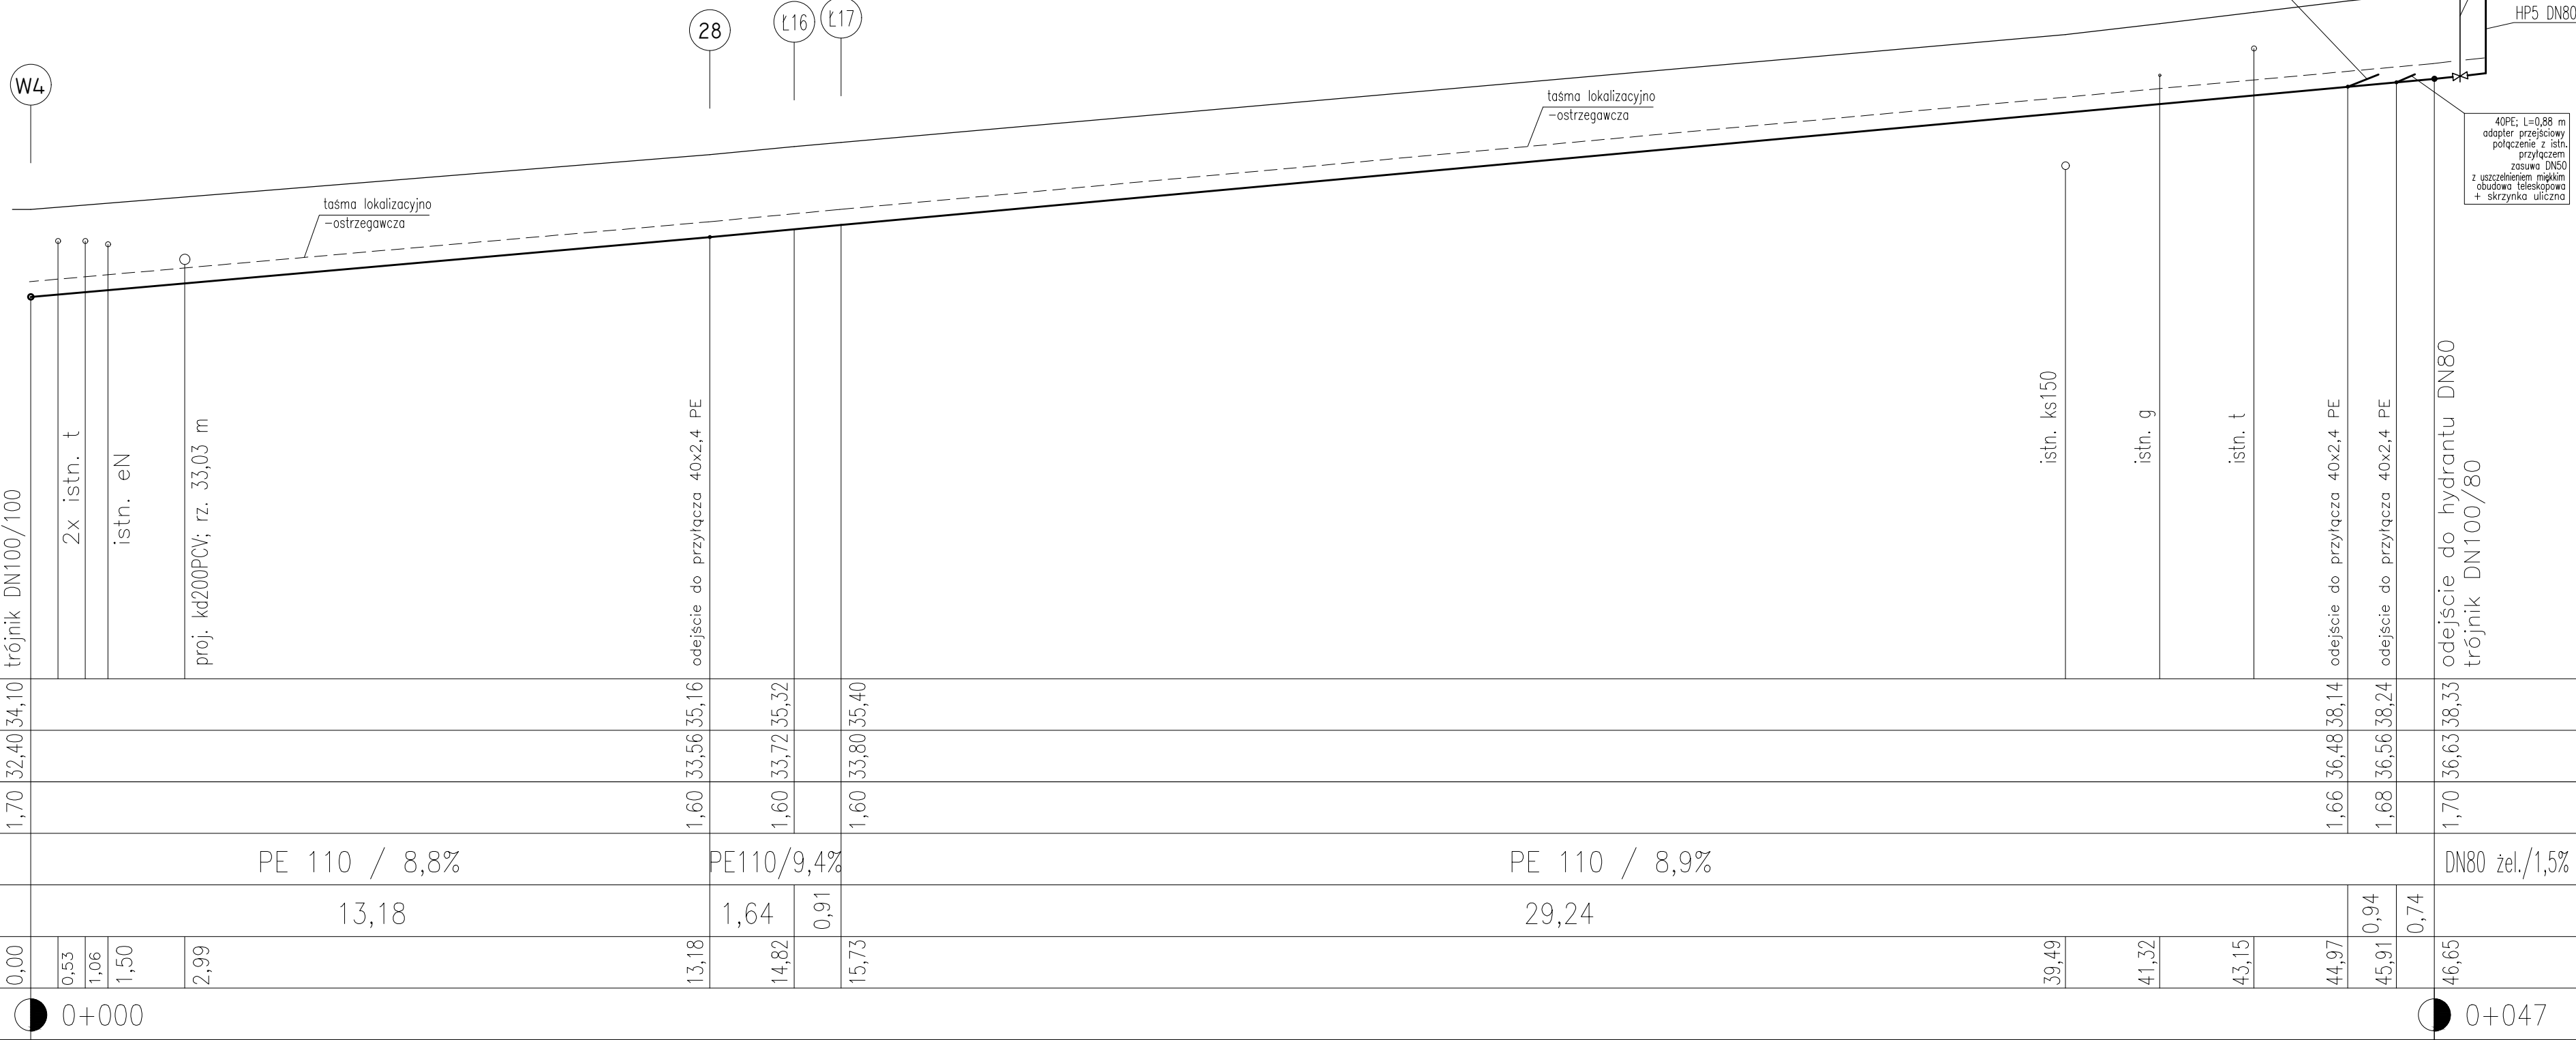 W4
28
Ł16
Ł17
HP5 DN80
taśma lokalizacyjno
-ostrzegawcza
taśma lokalizacyjno
-ostrzegawcza
40PE; L=0,88 m
adapter przejściowy
połączenie z istn.
przyłączem
zasuwa DN50
z uszczelnieniem miękkim
obudowa teleskopowa
+ skrzynka uliczna
trójnik DN100/100
2x istn. t
istn. eN
proj. kd200PCV; rz. 33,03 m
odejście do przyłącza 40x2,4 PE
istn. ks150
istn. g
istn. t
odejście do przyłącza 40x2,4 PE
odejście do przyłącza 40x2,4 PE
odejście do hydrantu DN80
trójnik DN100/80
34,10 35,16 35,32 35,40 38,14 38,24 38,33
32,40 33,56 33,72 33,80 36,48 36,56 36,63
1,70 1,60 1,60 1,60 1,66 1,68 1,70
PE 110 / 8,8% PE110/9,4% PE 110 / 8,9% DN80 żel./1,5%
13,18 1,64 0,91 29,24 0,94 0,74
0,00 0,53 1,06 1,50 2,99 13,18 14,82 15,73 39,49 41,32 43,15 44,97 45,91 46,65
0+000 0+047